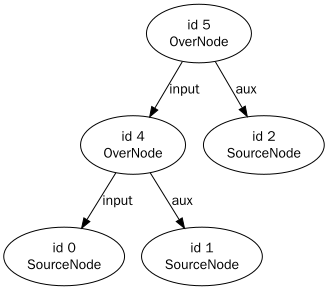 id 5
OverNode
input
aux
id 4
OverNode
id 2
SourceNode
input
aux
id 0
SourceNode
id 1
SourceNode